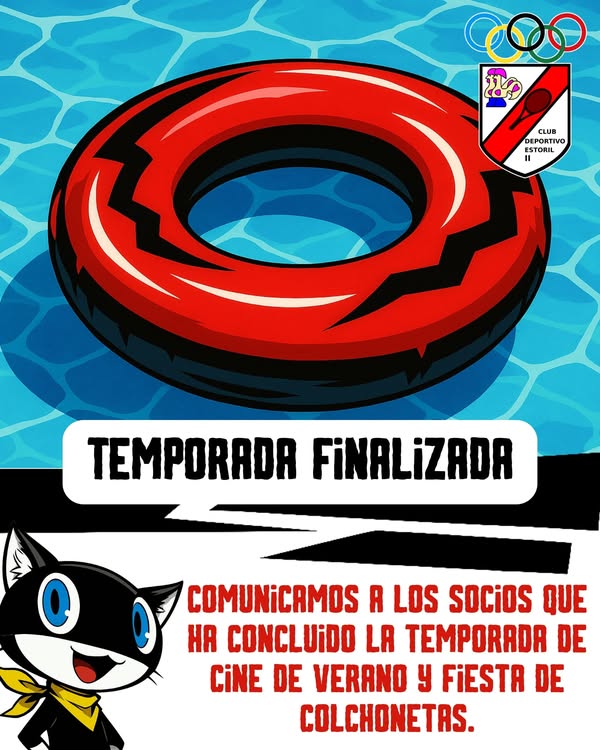 CLUB
DEPORTIVO
ESTORIL
II
TEMPORADA FINALIZADA
COMUNICAMOS A LOS SOCIOS QUE
HA CONCLUIDO LA TEMPORADA DE
CINE DE VERANO Y FIESTA DE
COLCHONETAS.